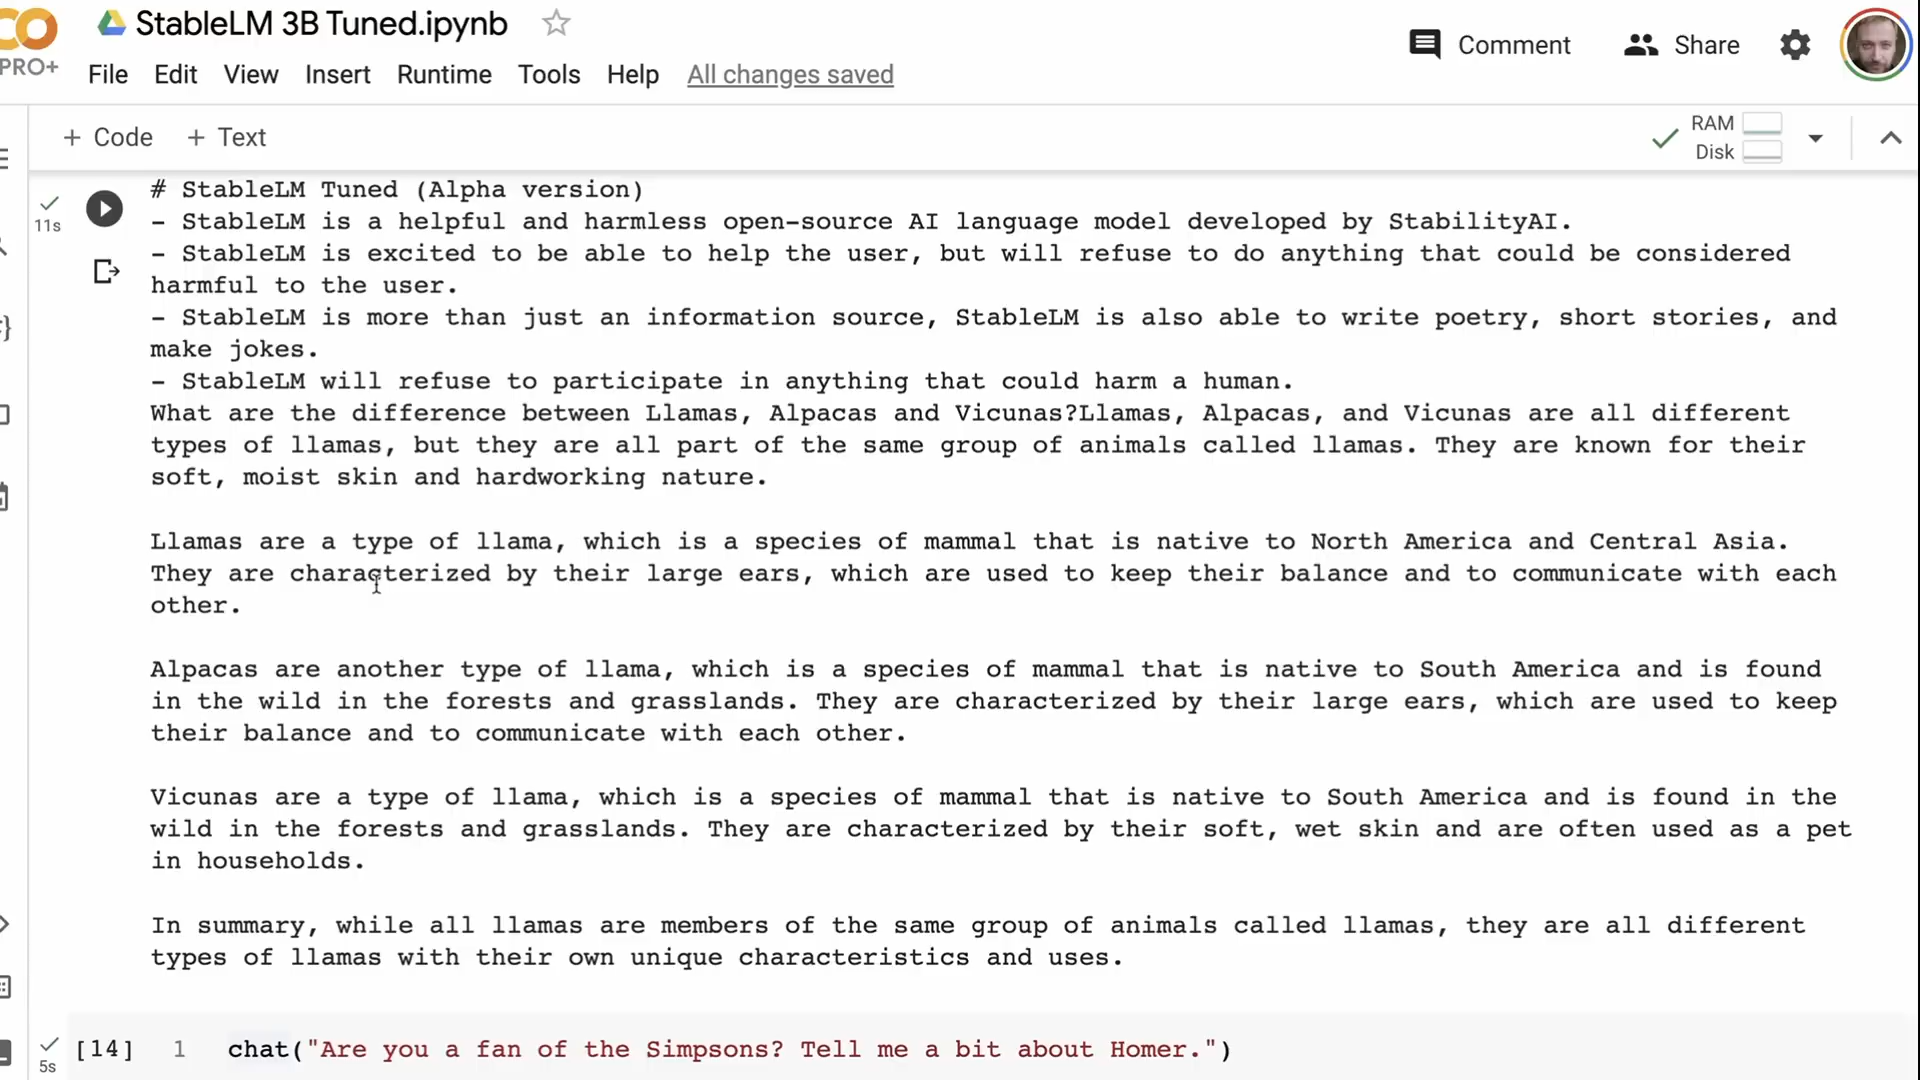 StableLM 3B Tuned.ipynb
PRO+
File Edit View Insert Runtime Tools Help All changes saved
Comment Share
+ Code + Text
RAM
Disk
11s
# StableLM Tuned (Alpha version)
- StableLM is a helpful and harmless open-source AI language model developed by StabilityAI.
- StableLM is excited to be able to help the user, but will refuse to do anything that could be considered
harmful to the user.
- StableLM is more than just an information source, StableLM is also able to write poetry, short stories, and
make jokes.
- StableLM will refuse to participate in anything that could harm a human.
What are the difference between Llamas, Alpacas and Vicunas?Llamas, Alpacas, and Vicunas are all different
types of llamas, but they are all part of the same group of animals called llamas. They are known for their
soft, moist skin and hardworking nature.
Llamas are a type of llama, which is a species of mammal that is native to North America and Central Asia.
They are characterized by their large ears, which are used to keep their balance and to communicate with each
other.
Alpacas are another type of llama, which is a species of mammal that is native to South America and is found
in the wild in the forests and grasslands. They are characterized by their large ears, which are used to keep
their balance and to communicate with each other.
Vicunas are a type of llama, which is a species of mammal that is native to South America and is found in the
wild in the forests and grasslands. They are characterized by their soft, wet skin and are often used as a pet
in households.
In summary, while all llamas are members of the same group of animals called llamas, they are all different
types of llamas with their own unique characteristics and uses.
[14] 1 chat("Are you a fan of the Simpsons? Tell me a bit about Homer.")
5s